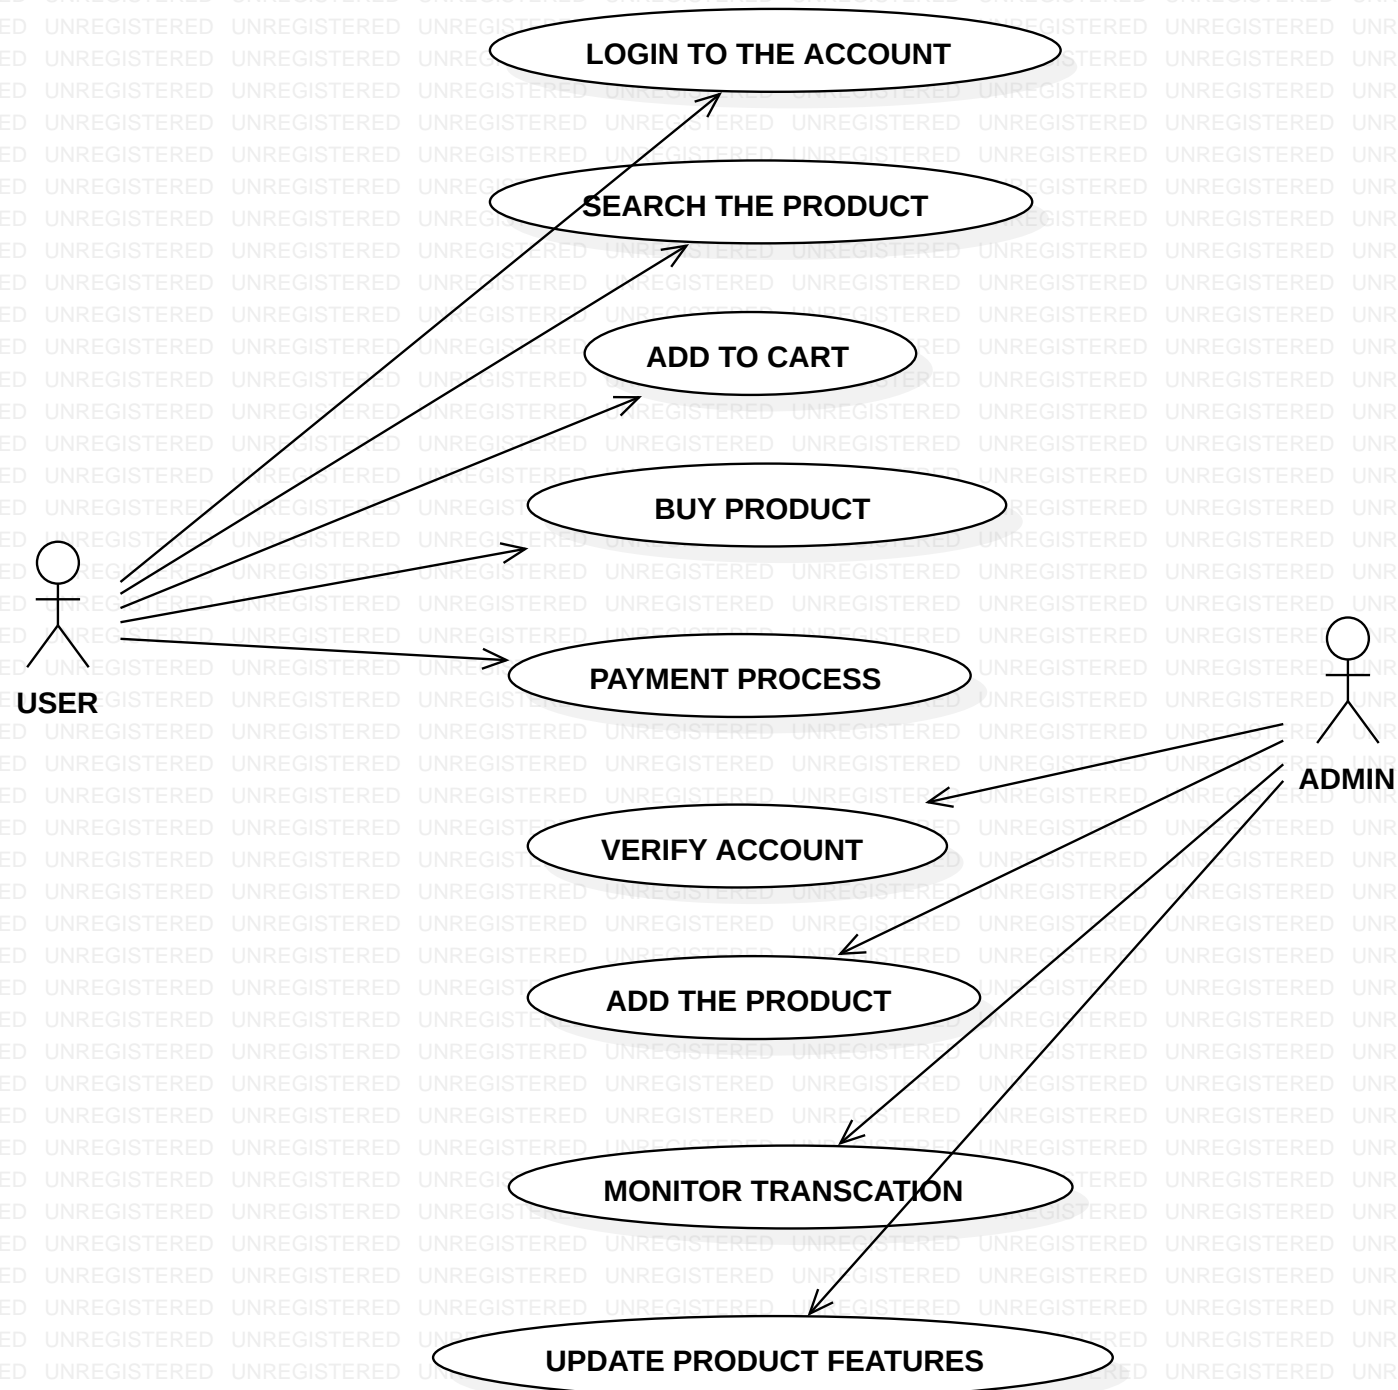 LOGIN TO THE ACCOUNT
SEARCH THE PRODUCT
ADD TO CART
BUY PRODUCT
PAYMENT PROCESS
USER
ADMIN
VERIFY ACCOUNT
ADD THE PRODUCT
MONITOR TRANSCATION
UPDATE PRODUCT FEATURES
UNREGISTERED